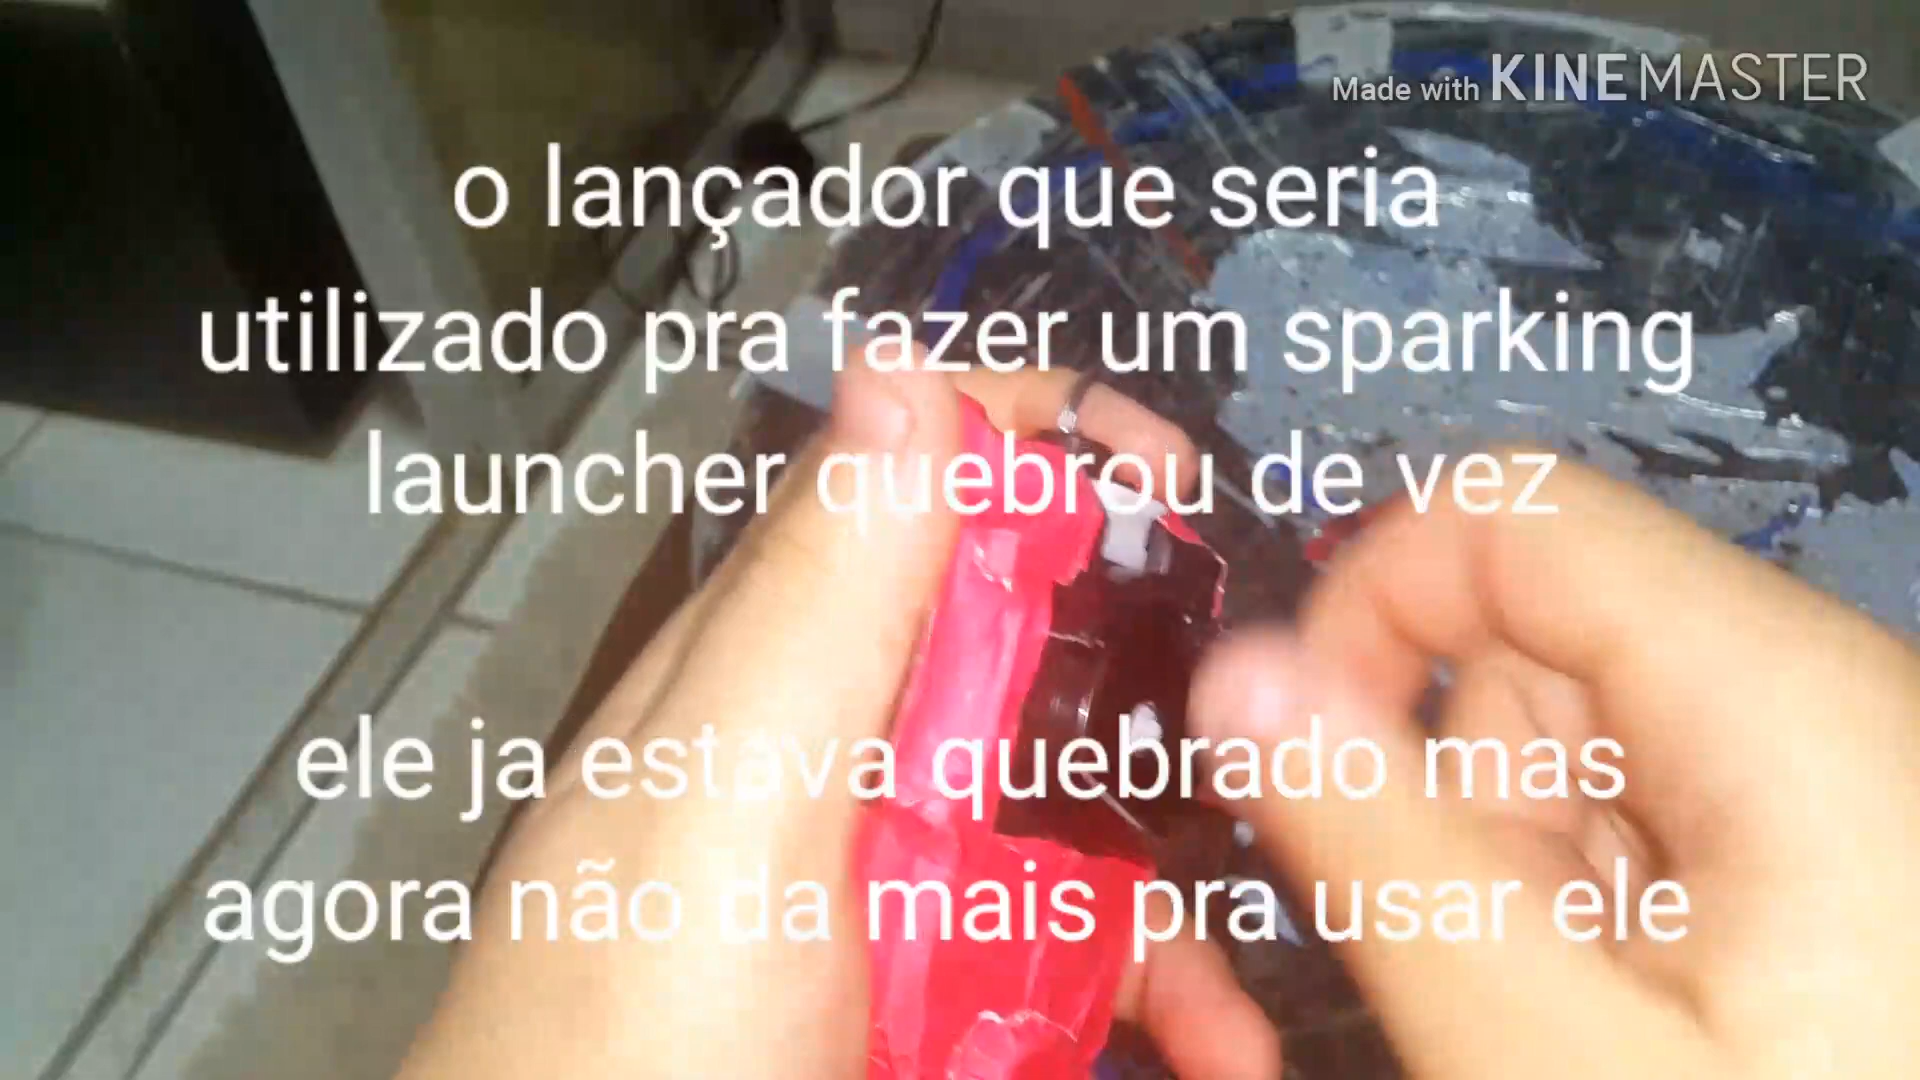 Made with KINEMASTER
o lançador que seria
utilizado pra fazer um sparking
launcher quebrou de vez
ele ja estava quebrado mas
agora não da mais pra usar ele